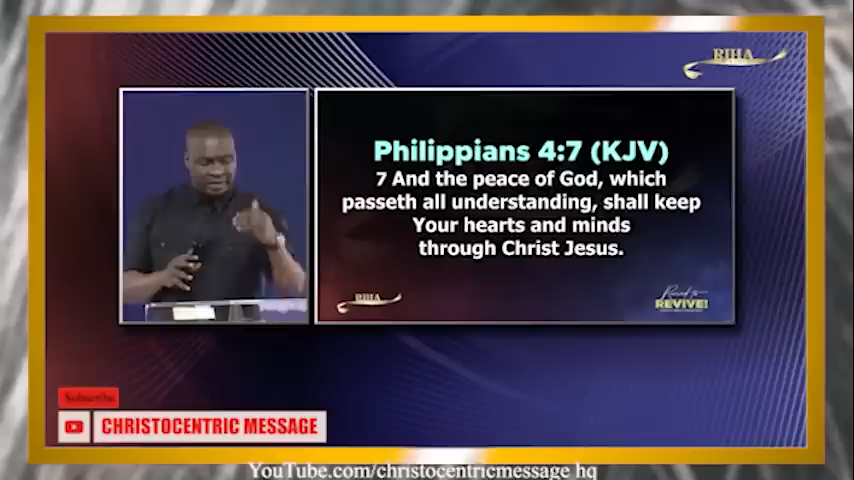 RIHA
Philippians 4:7 (KJV)
7 And the peace of God, which
passeth all understanding, shall keep
Your hearts and minds
through Christ Jesus.
RIHA
REVIVE!
Subscribe
CHRISTOCENTRIC MESSAGE
YouTube.com/christocentricmessage hq